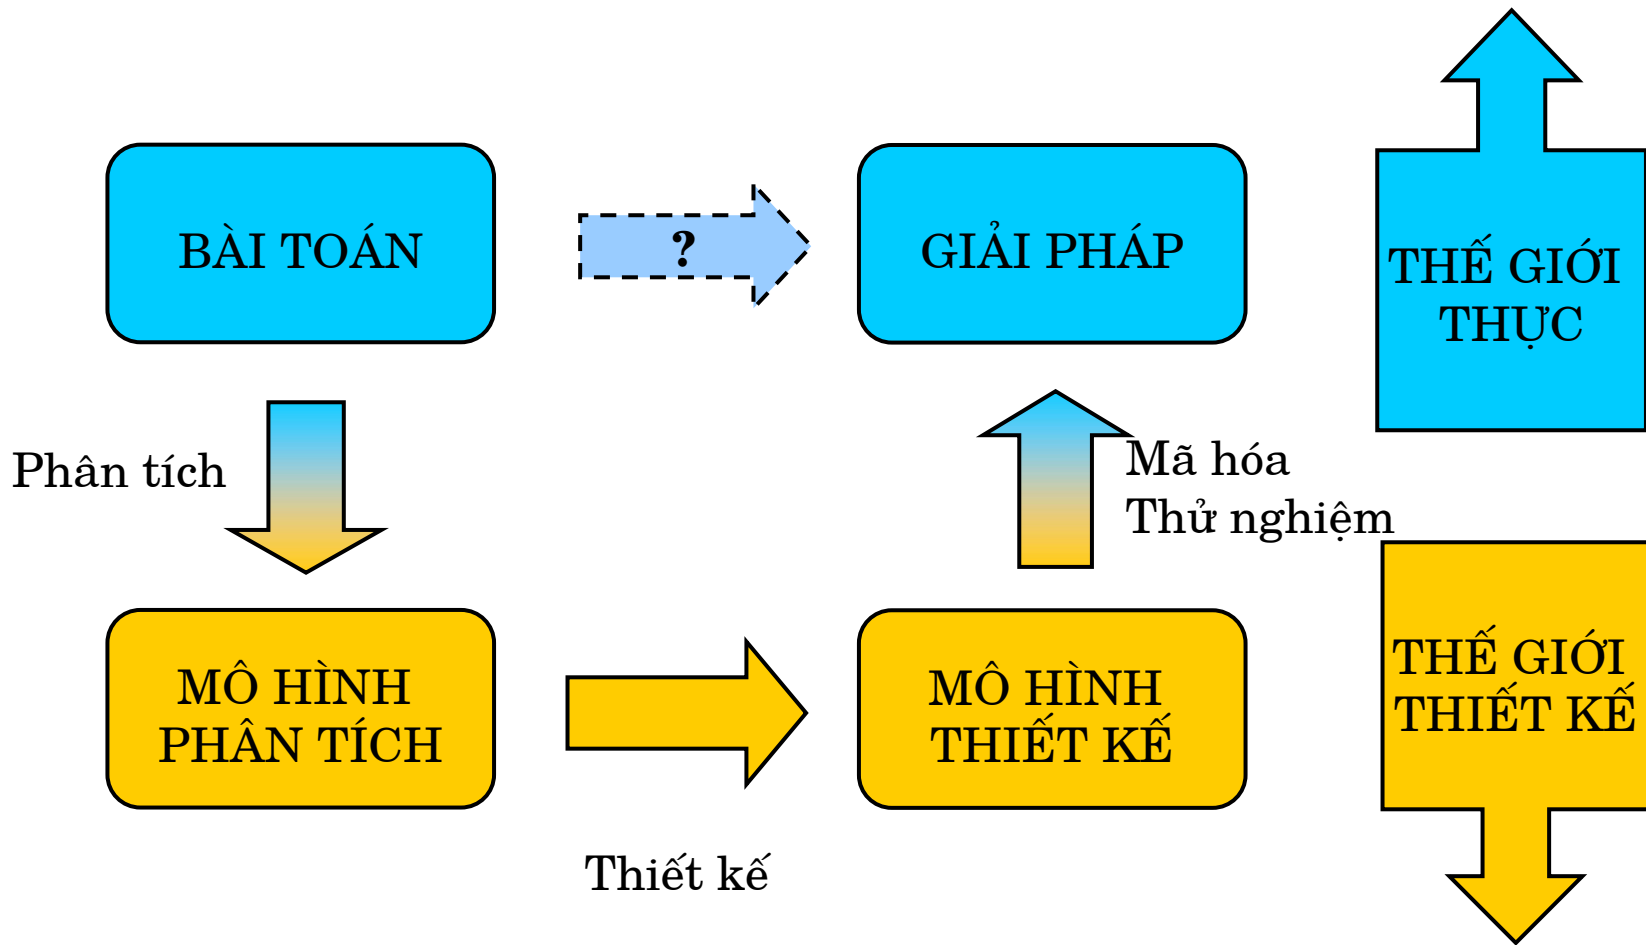 BÀI TOÁN
?
GIẢI PHÁP
THẾ GIỚI
THỰC
Phân tích
Mã hóa
Thử nghiệm
MÔ HÌNH
PHÂN TÍCH
MÔ HÌNH
THIẾT KẾ
THẾ GIỚI
THIẾT KẾ
Thiết kế